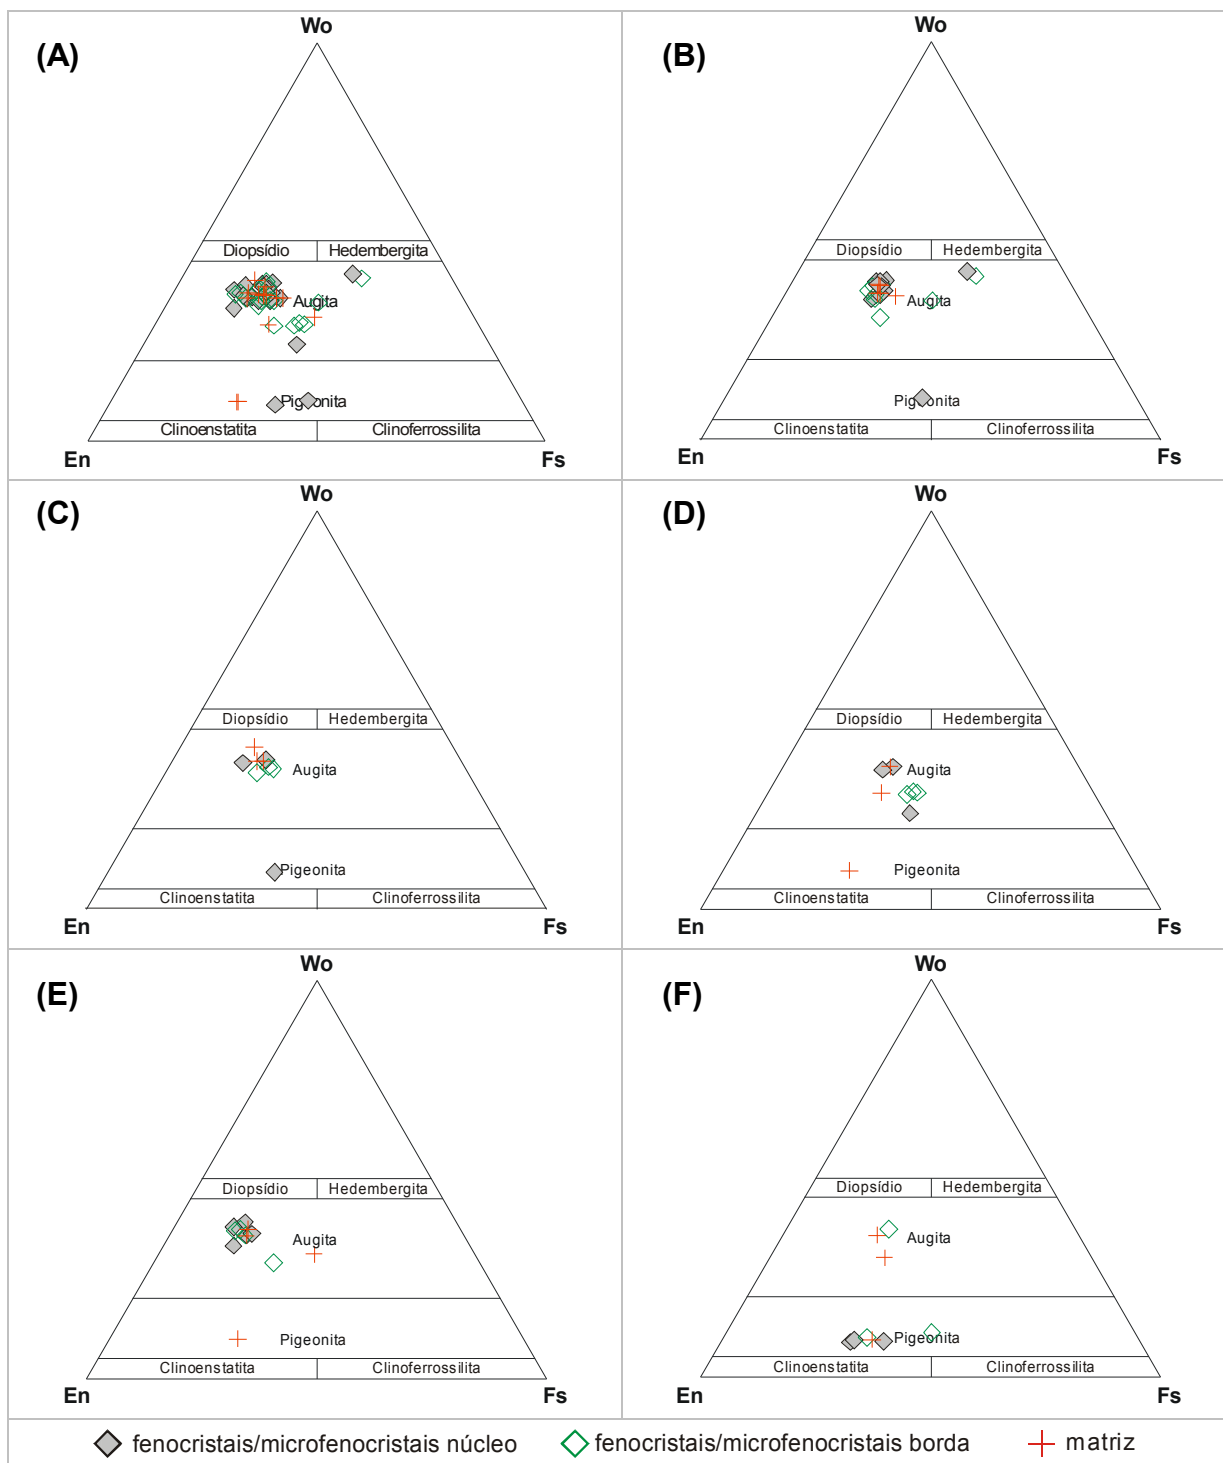 (A)
Wo
Diopsídio
Hedembergita
Augita
Pigeonita
Clinoenstatita
Clinoferrossilita
En
Fs
(B)
Wo
Diopsídio
Hedembergita
Augita
Pigeonita
Clinoenstatita
Clinoferrossilita
En
Fs
(C)
Wo
Diopsídio
Hedembergita
Augita
Pigeonita
Clinoenstatita
Clinoferrossilita
En
Fs
(D)
Wo
Diopsídio
Hedembergita
Augita
Pigeonita
Clinoenstatita
Clinoferrossilita
En
Fs
(E)
Wo
Diopsídio
Hedembergita
Augita
Pigeonita
Clinoenstatita
Clinoferrossilita
En
Fs
(F)
Wo
Diopsídio
Hedembergita
Augita
Pigeonita
Clinoenstatita
Clinoferrossilita
En
Fs
fenocristais/microfenocristais núcleo
fenocristais/microfenocristais borda
matriz